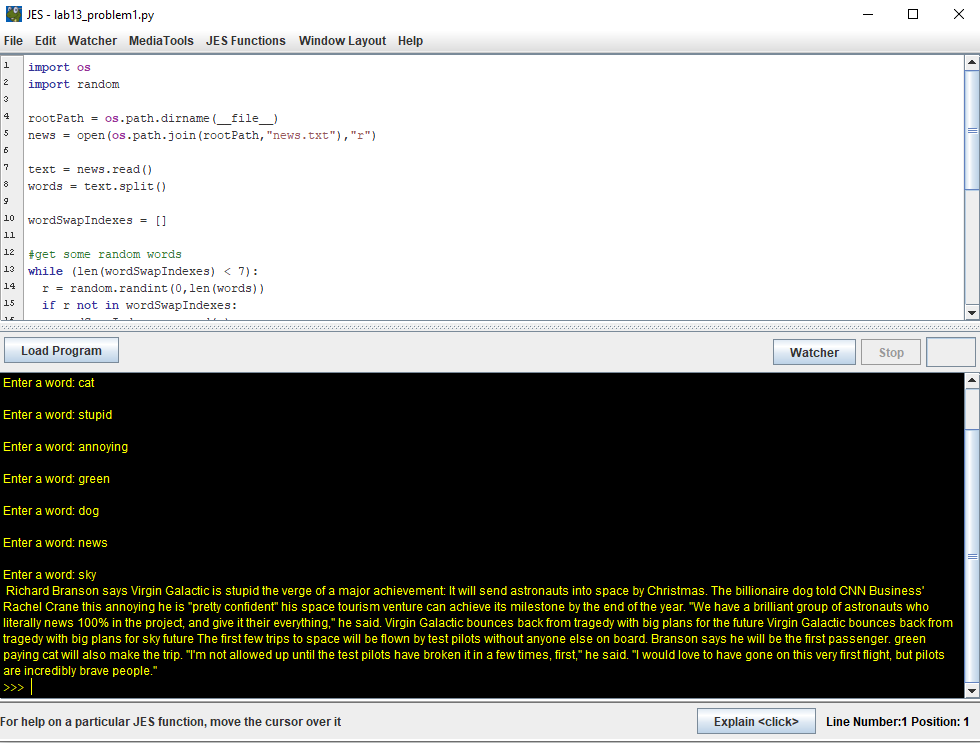 JES - lab13_problem1.py
File Edit Watcher MediaTools JES Functions Window Layout Help
1 import os
2 import random
3
4 rootPath = os.path.dirname(__file__)
5 news = open(os.path.join(rootPath,"news.txt"),"r")
6
7 text = news.read()
8 words = text.split()
9
10 wordSwapIndexes = []
11
12 #get some random words
13 while (len(wordSwapIndexes) < 7):
14 r = random.randint(0,len(words))
15 if r not in wordSwapIndexes:
Load Program Watcher Stop
Enter a word: cat
Enter a word: stupid
Enter a word: annoying
Enter a word: green
Enter a word: dog
Enter a word: news
Enter a word: sky
Richard Branson says Virgin Galactic is stupid the verge of a major achievement: It will send astronauts into space by Christmas. The billionaire dog told CNN Business'
Rachel Crane this annoying he is "pretty confident" his space tourism venture can achieve its milestone by the end of the year. "We have a brilliant group of astronauts who
literally news 100% in the project, and give it their everything," he said. Virgin Galactic bounces back from tragedy with big plans for the future Virgin Galactic bounces back from
tragedy with big plans for sky future The first few trips to space will be flown by test pilots without anyone else on board. Branson says he will be the first passenger. green
paying cat will also make the trip. "I'm not allowed up until the test pilots have broken it in a few times, first," he said. "I would love to have gone on this very first flight, but pilots
are incredibly brave people."
>>>
For help on a particular JES function, move the cursor over it Explain <click> Line Number:1 Position: 1